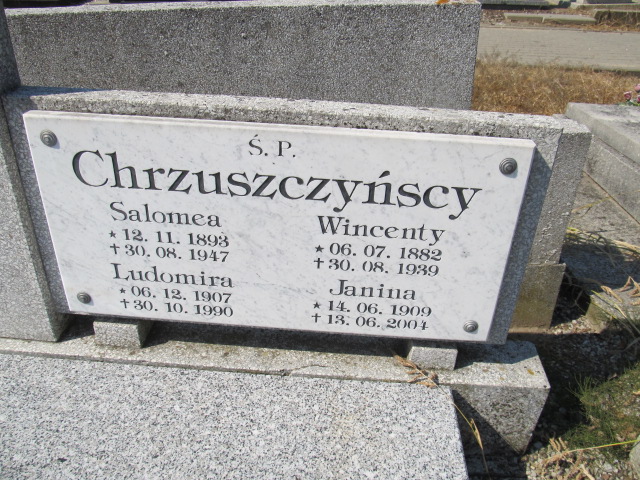 Ś. P.
Chrzuszczyńscy
Salomea
* 12. 11. 1893
+ 30. 08. 1947
Wincenty
* 06. 07. 1882
+ 30. 08. 1939
Ludomira
* 06. 12. 1907
+ 30. 10. 1990
Janina
* 14. 06. 1909
+ 13. 06. 2004